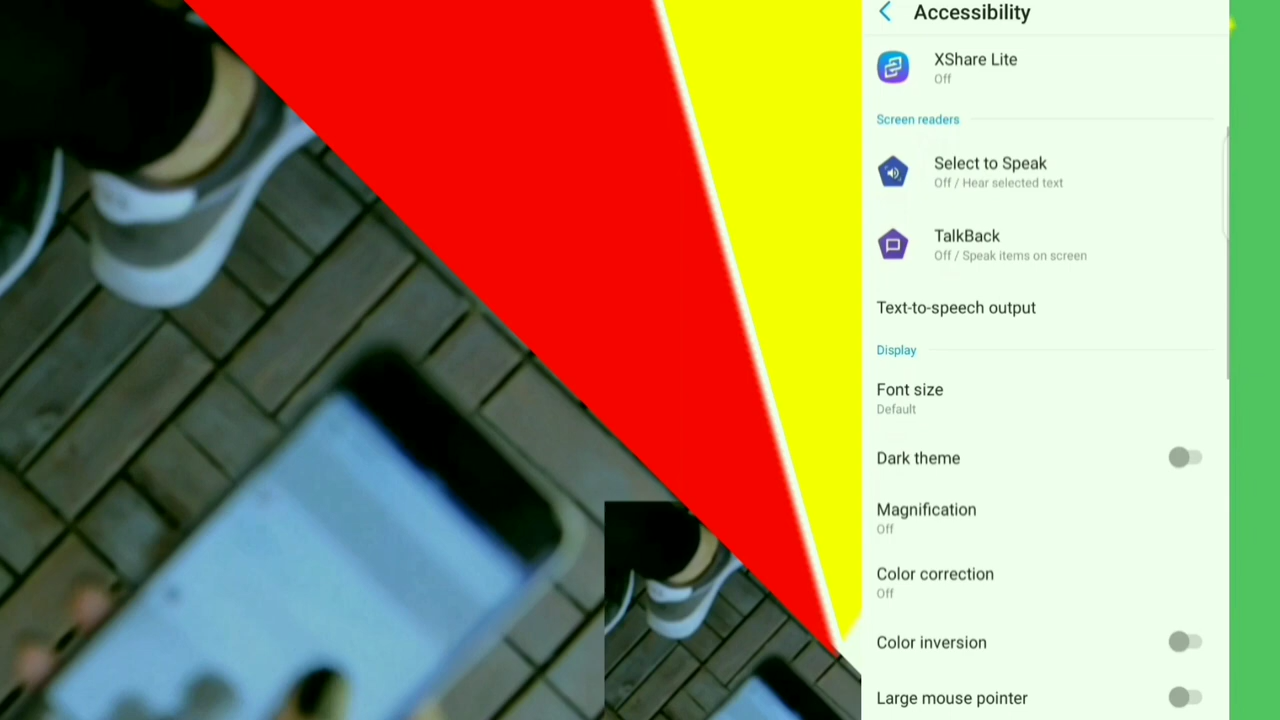 Accessibility
XShare Lite
Off
Screen readers
Select to Speak
Off / Hear selected text
TalkBack
Off / Speak items on screen
Text-to-speech output
Display
Font size
Default
Dark theme
Magnification
Off
Color correction
Off
Color inversion
Large mouse pointer